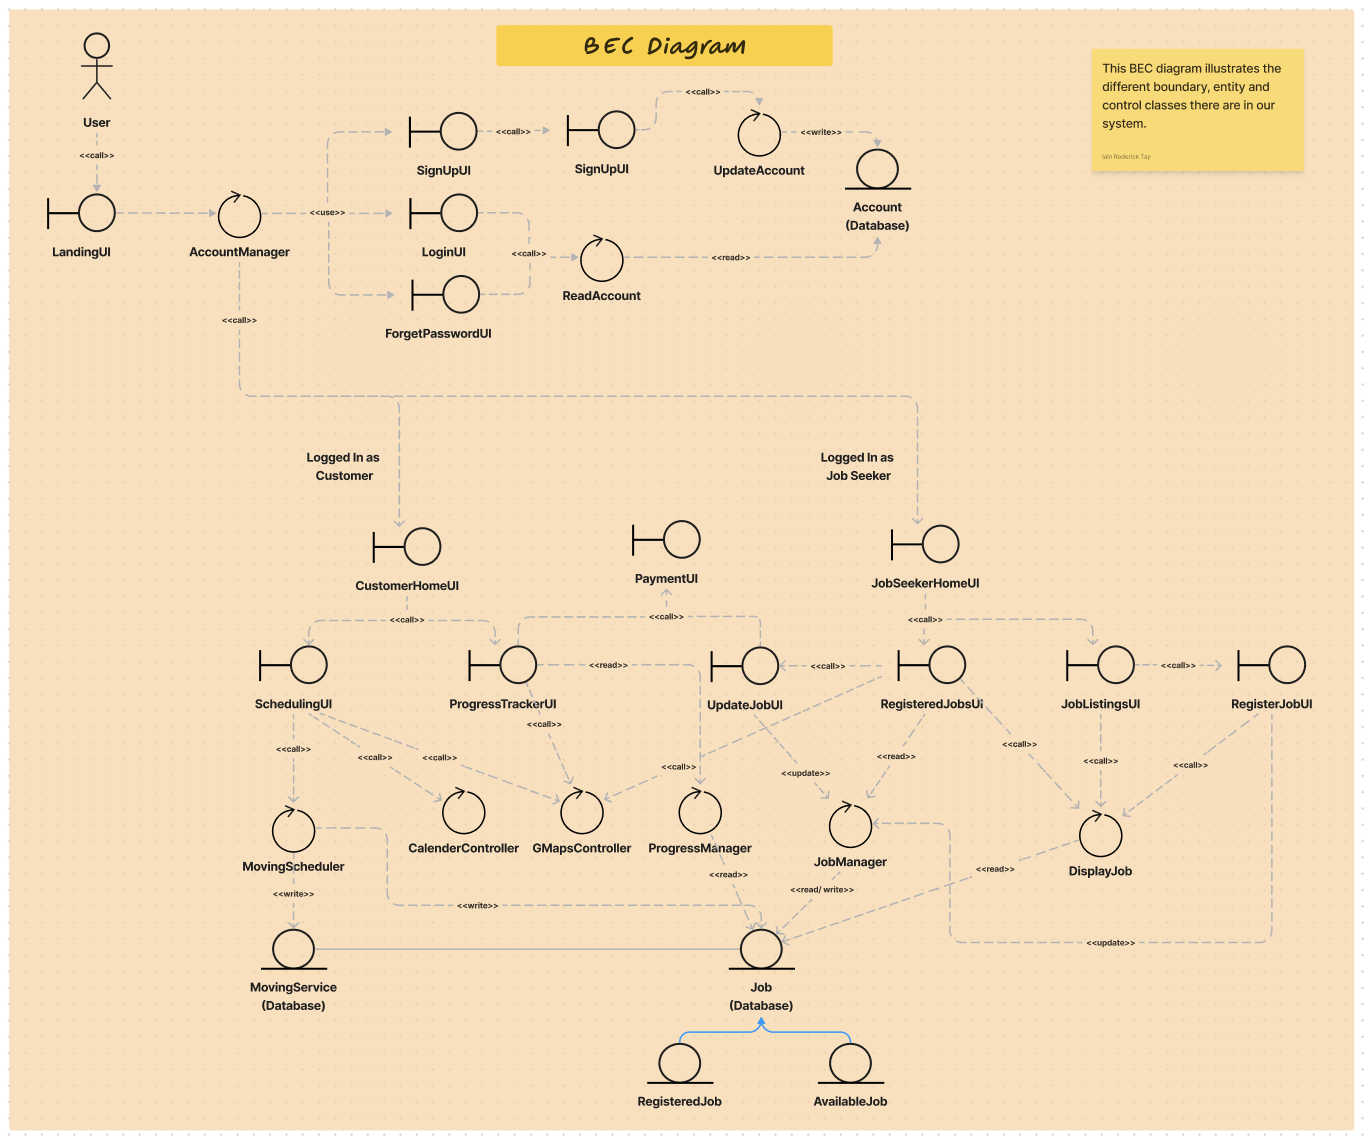 BEC Diagram
This BEC diagram illustrates the
different boundary, entity and
control classes there are in our
system.
Iain Roderick Tay
User
<<call>>
LandingUI
AccountManager
<<use>>
SignUpUI
<<call>>
SignUpUI
<<call>>
UpdateAccount
<<write>>
Account
(Database)
LoginUI
<<call>>
ReadAccount
<<read>>
ForgetPasswordUI
<<call>>
Logged In as
Customer
Logged In as
Job Seeker
CustomerHomeUI
PaymentUI
JobSeekerHomeUI
<<call>>
<<call>>
<<call>>
SchedulingUI
ProgressTrackerUI
<<read>>
UpdateJobUI
<<call>>
RegisteredJobsUI
JobListingsUI
<<call>>
RegisterJobUI
<<call>>
<<call>>
<<call>>
<<call>>
<<call>>
<<update>>
<<read>>
<<call>>
<<call>>
<<call>>
MovingScheduler
CalenderController
GMapsController
ProgressManager
JobManager
DisplayJob
<<write>>
<<write>>
<<read>>
<<read/ write>>
<<read>>
<<update>>
MovingService
(Database)
Job
(Database)
RegisteredJob
AvailableJob